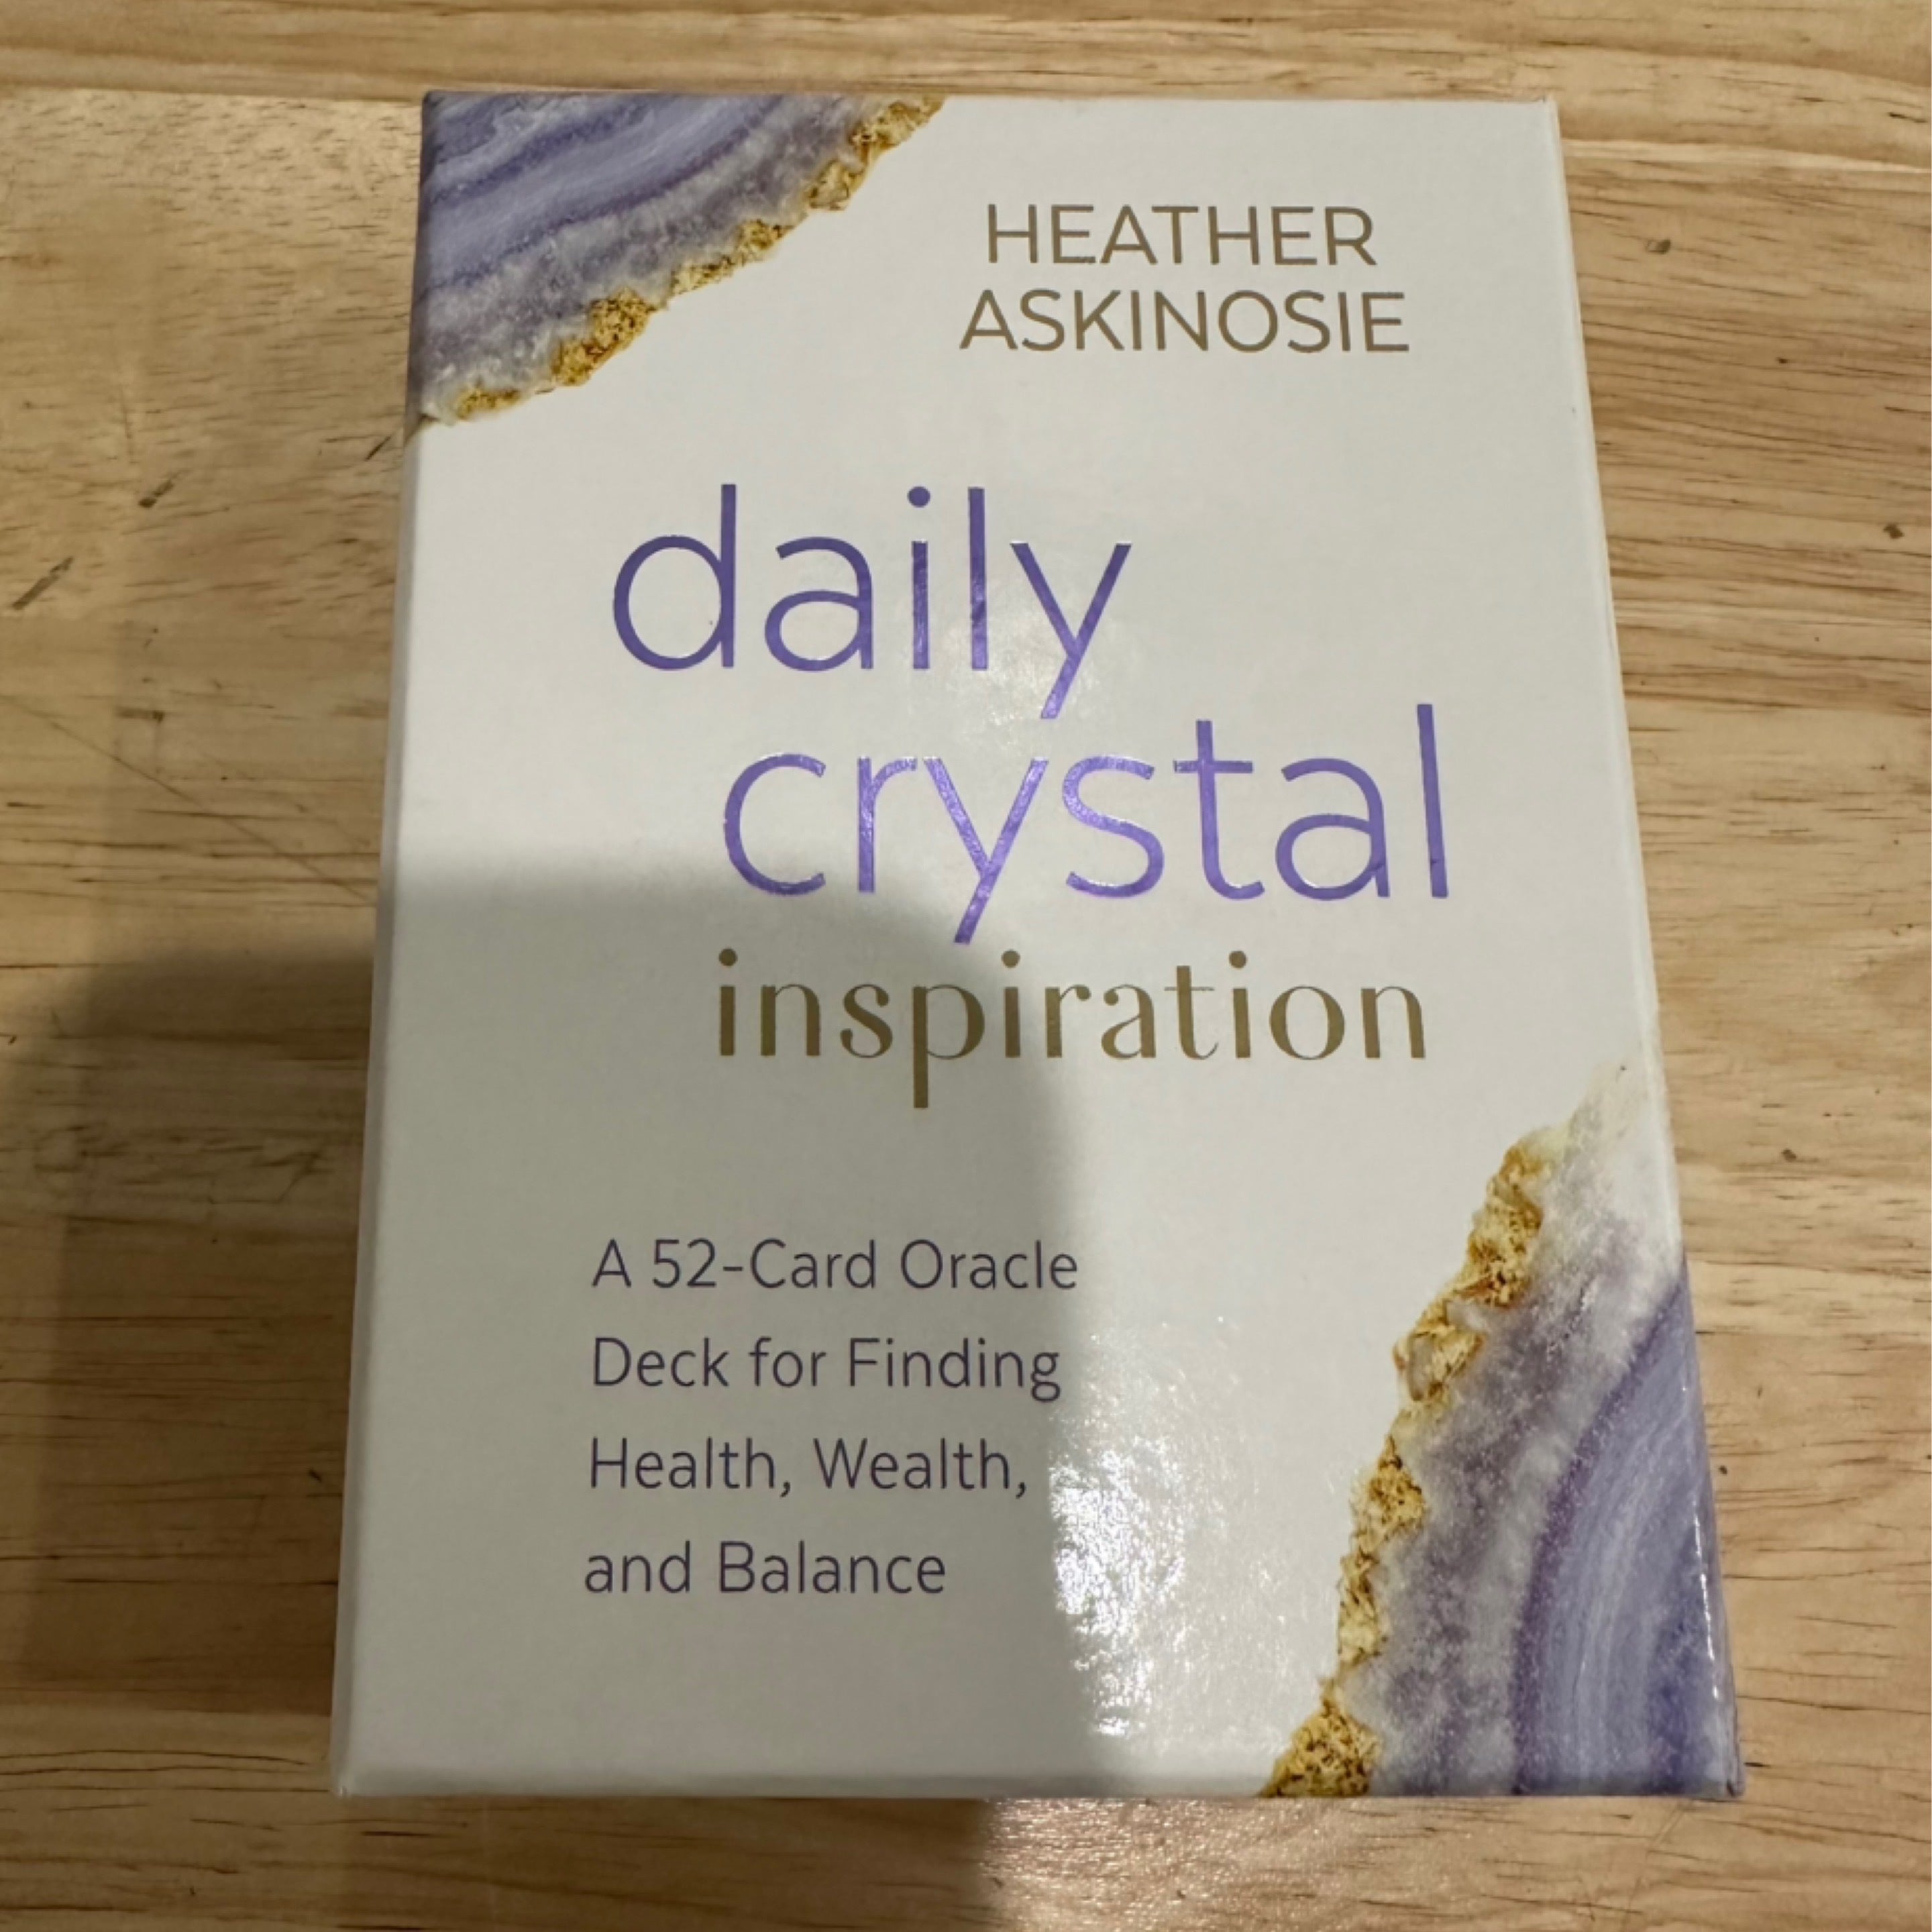 HEATHER
ASKINOSIE
daily
crystal
inspiration
A 52-Card Oracle
Deck for Finding
Health, Wealth,
and Balance